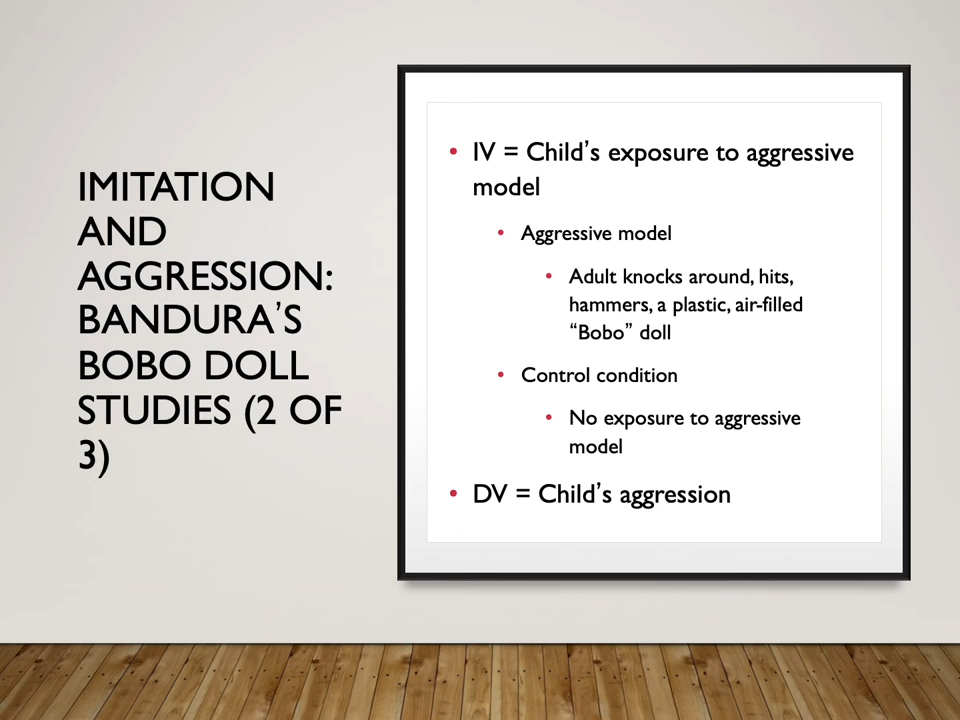 IMITATION
AND
AGGRESSION:
BANDURA’S
BOBO DOLL
STUDIES (2 OF
3)
• IV = Child’s exposure to aggressive
model
• Aggressive model
• Adult knocks around, hits,
hammers, a plastic, air-filled
“Bobo” doll
• Control condition
• No exposure to aggressive
model
• DV = Child’s aggression